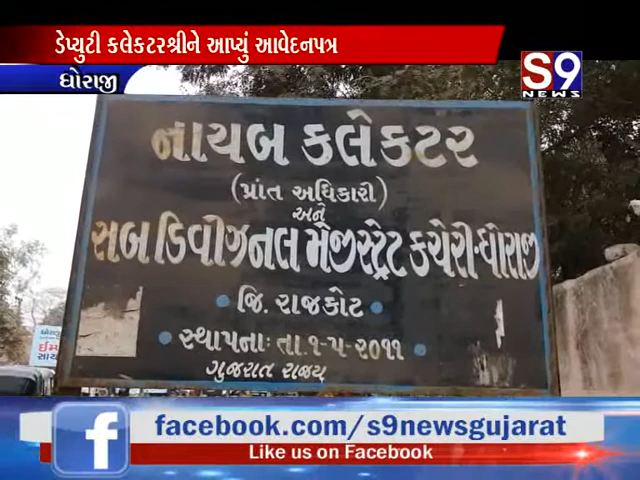 ડેપ્યુટી કલેકટરશ્રીને આપ્યું આવેદનપત્ર
ધોરાજી
S9
NEWS
નાયબ કલેકટર
(પ્રાંત અધિકારી)
અને
સબ ડિવીઝનલ મેજીસ્ટ્રેટ કચેરી-ધોરાજી
જિ. રાજકોટ
સ્થાપનાઃ તા.૧-૫-૨૦૧૧
ગુજરાત રાજ્ય
facebook.com/s9newsgujarat
Like us on Facebook